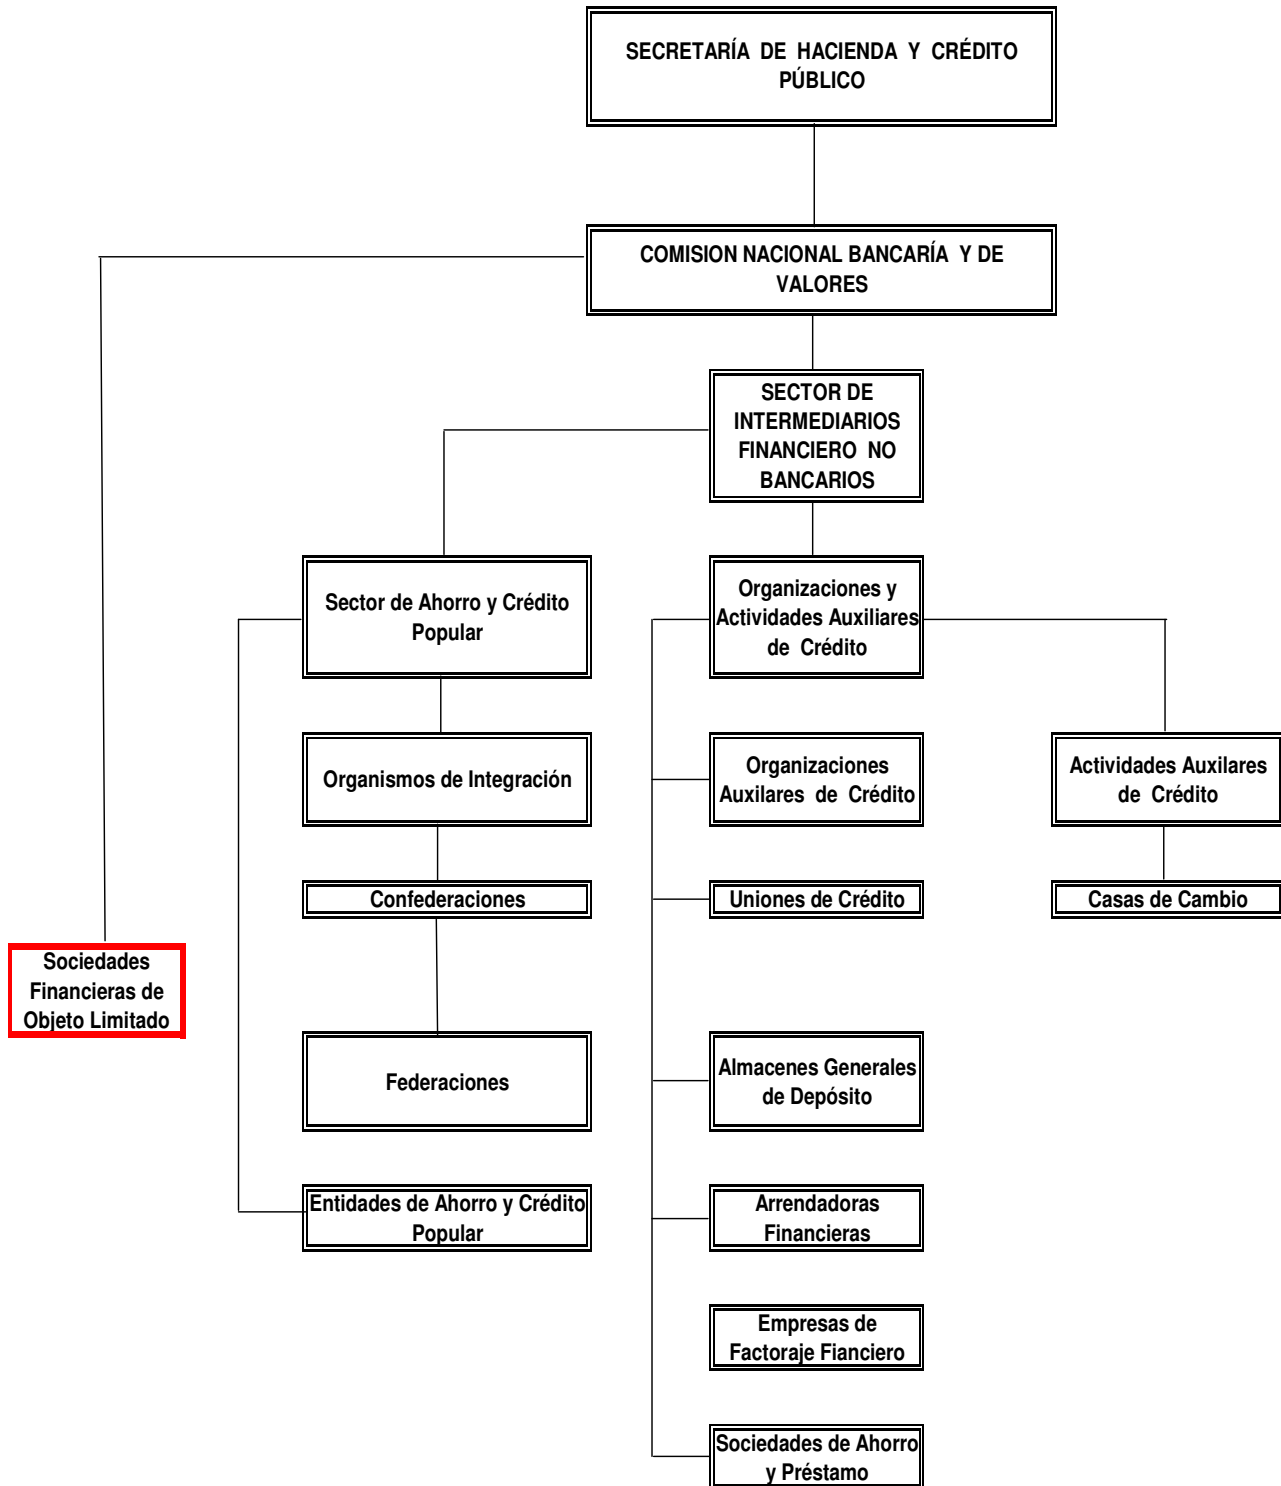 SECRETARÍA DE HACIENDA Y CRÉDITO
PÚBLICO
COMISION NACIONAL BANCARÍA Y DE
VALORES
SECTOR DE
INTERMEDIARIOS
FINANCIERO NO
BANCARIOS
Sector de Ahorro y Crédito
Popular
Organizaciones y
Actividades Auxiliares
de Crédito
Organismos de Integración
Organizaciones
Auxilares de Crédito
Actividades Auxilares
de Crédito
Confederaciones
Uniones de Crédito
Casas de Cambio
Sociedades
Financieras de
Objeto Limitado
Federaciones
Almacenes Generales
de Depósito
Entidades de Ahorro y Crédito
Popular
Arrendadoras
Financieras
Empresas de
Factoraje Fianciero
Sociedades de Ahorro
y Préstamo